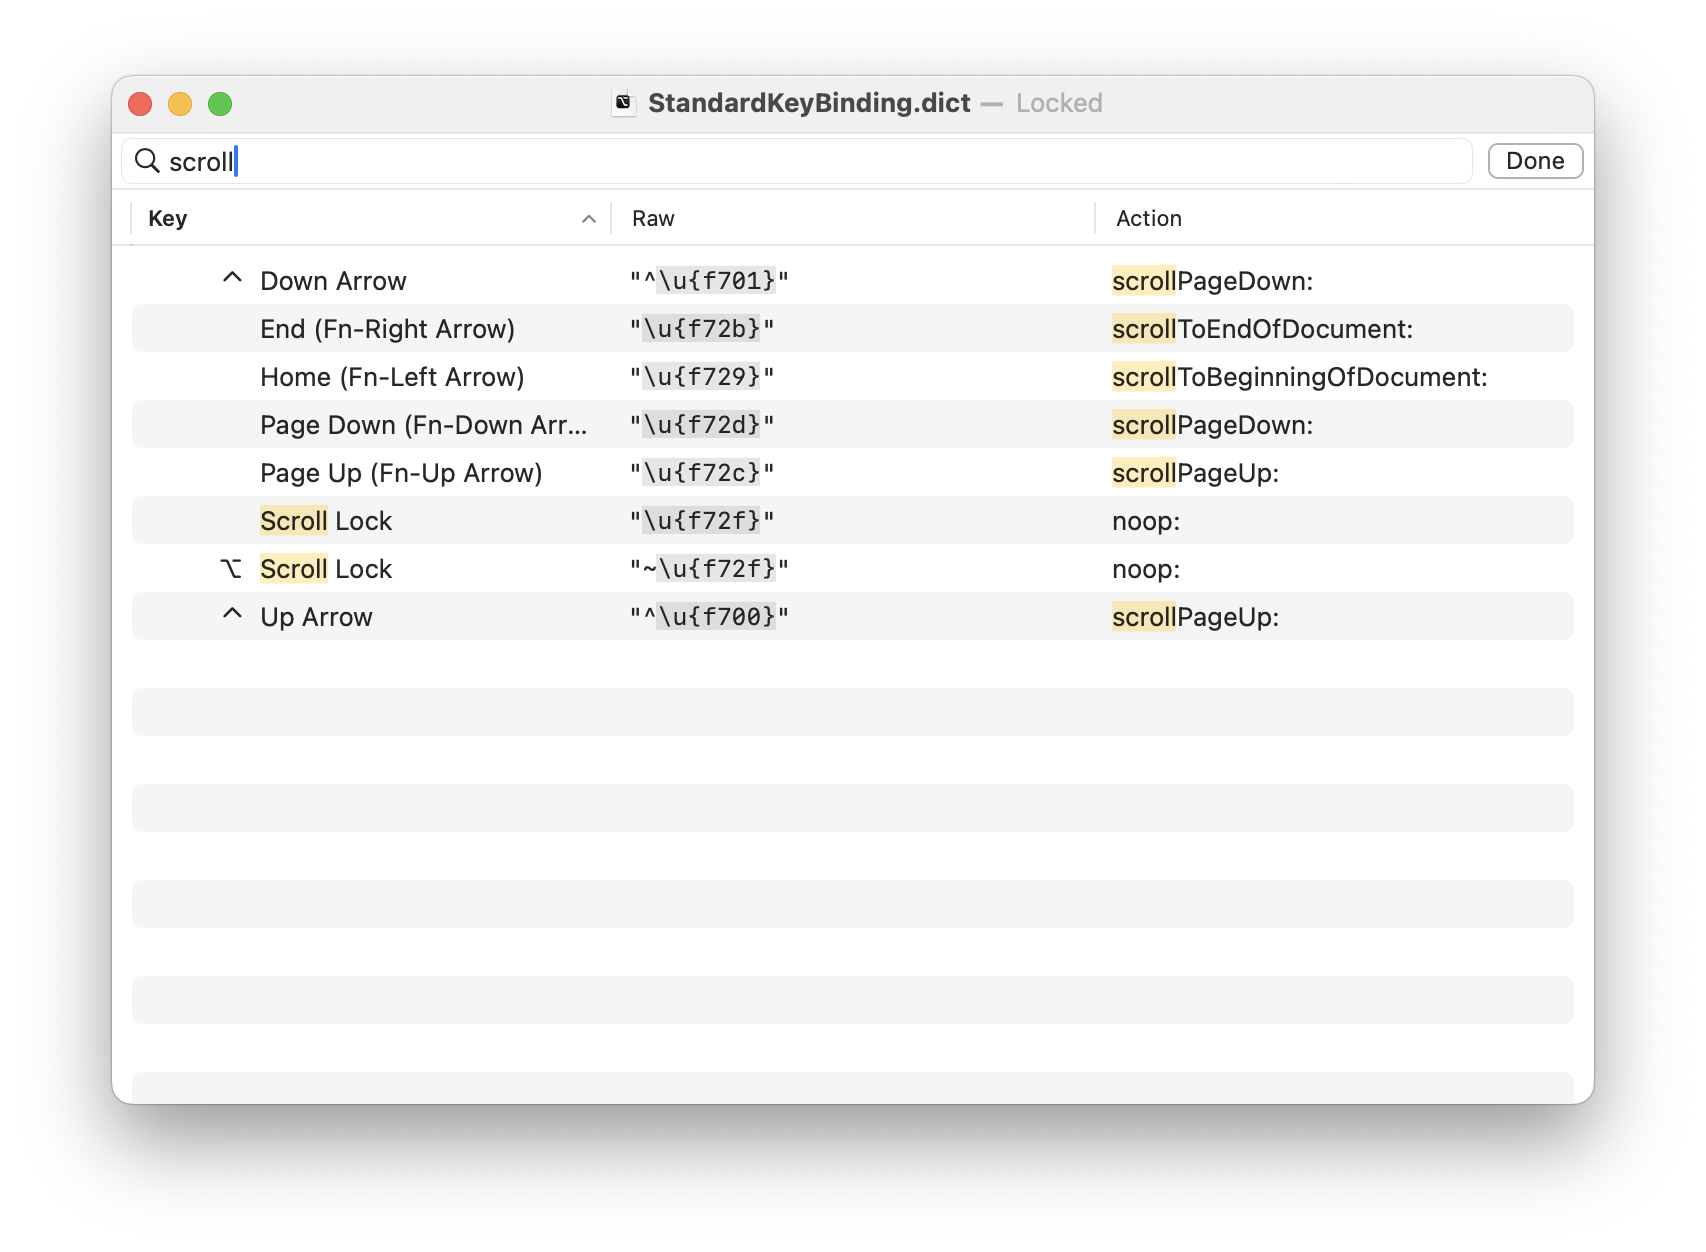 StandardKeyBinding.dict — Locked
scroll Done
Key Raw Action
^ Down Arrow "^\u{f701}" scrollPageDown:
End (Fn-Right Arrow) "\u{f72b}" scrollToEndOfDocument:
Home (Fn-Left Arrow) "\u{f729}" scrollToBeginningOfDocument:
Page Down (Fn-Down Arr... "\u{f72d}" scrollPageDown:
Page Up (Fn-Up Arrow) "\u{f72c}" scrollPageUp:
Scroll Lock "\u{f72f}" noop:
⌥ Scroll Lock "~\u{f72f}" noop:
^ Up Arrow "^\u{f700}" scrollPageUp: